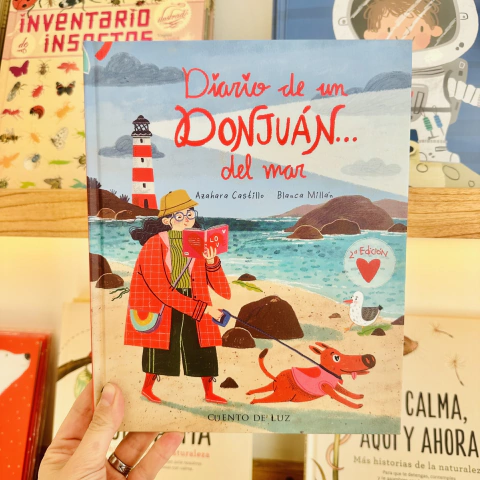 INVENTARIO
de INSECTOS
Diario de un
DONJUÁN...
del mar
Azahara Castillo Blanca Millán
LOV
2ª Edición
CUENTO DE LUZ
CALMA,
AQUÍ Y AHORA
Más historias de la naturaleza